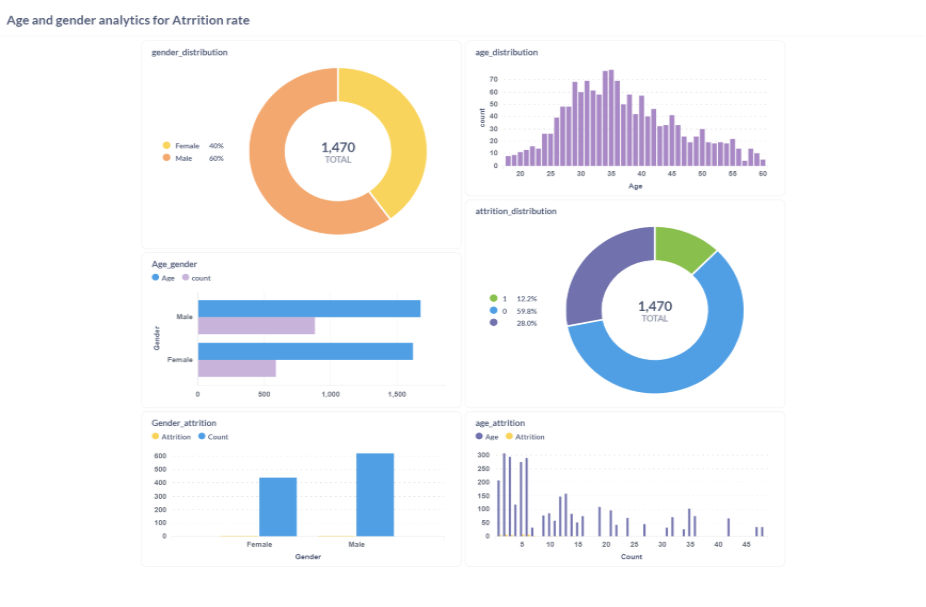 Age and gender analytics for Atrrition rate
gender_distribution
Female 40%
Male 60%
1,470
TOTAL
age_distribution
count
70
60
50
40
30
20
10
0
20 25 30 35 40 45 50 55 60
Age
attrition_distribution
1 12.2%
0 59.8%
28.0%
1,470
TOTAL
Age_gender
Age count
Gender
Male
Female
0 500 1,000 1,500
Gender_attrition
Attrition Count
600
500
400
300
200
100
0
Female Male
Gender
age_attrition
Age Attrition
300
250
200
150
100
50
0
5 10 15 20 25 30 35 40 45
Count